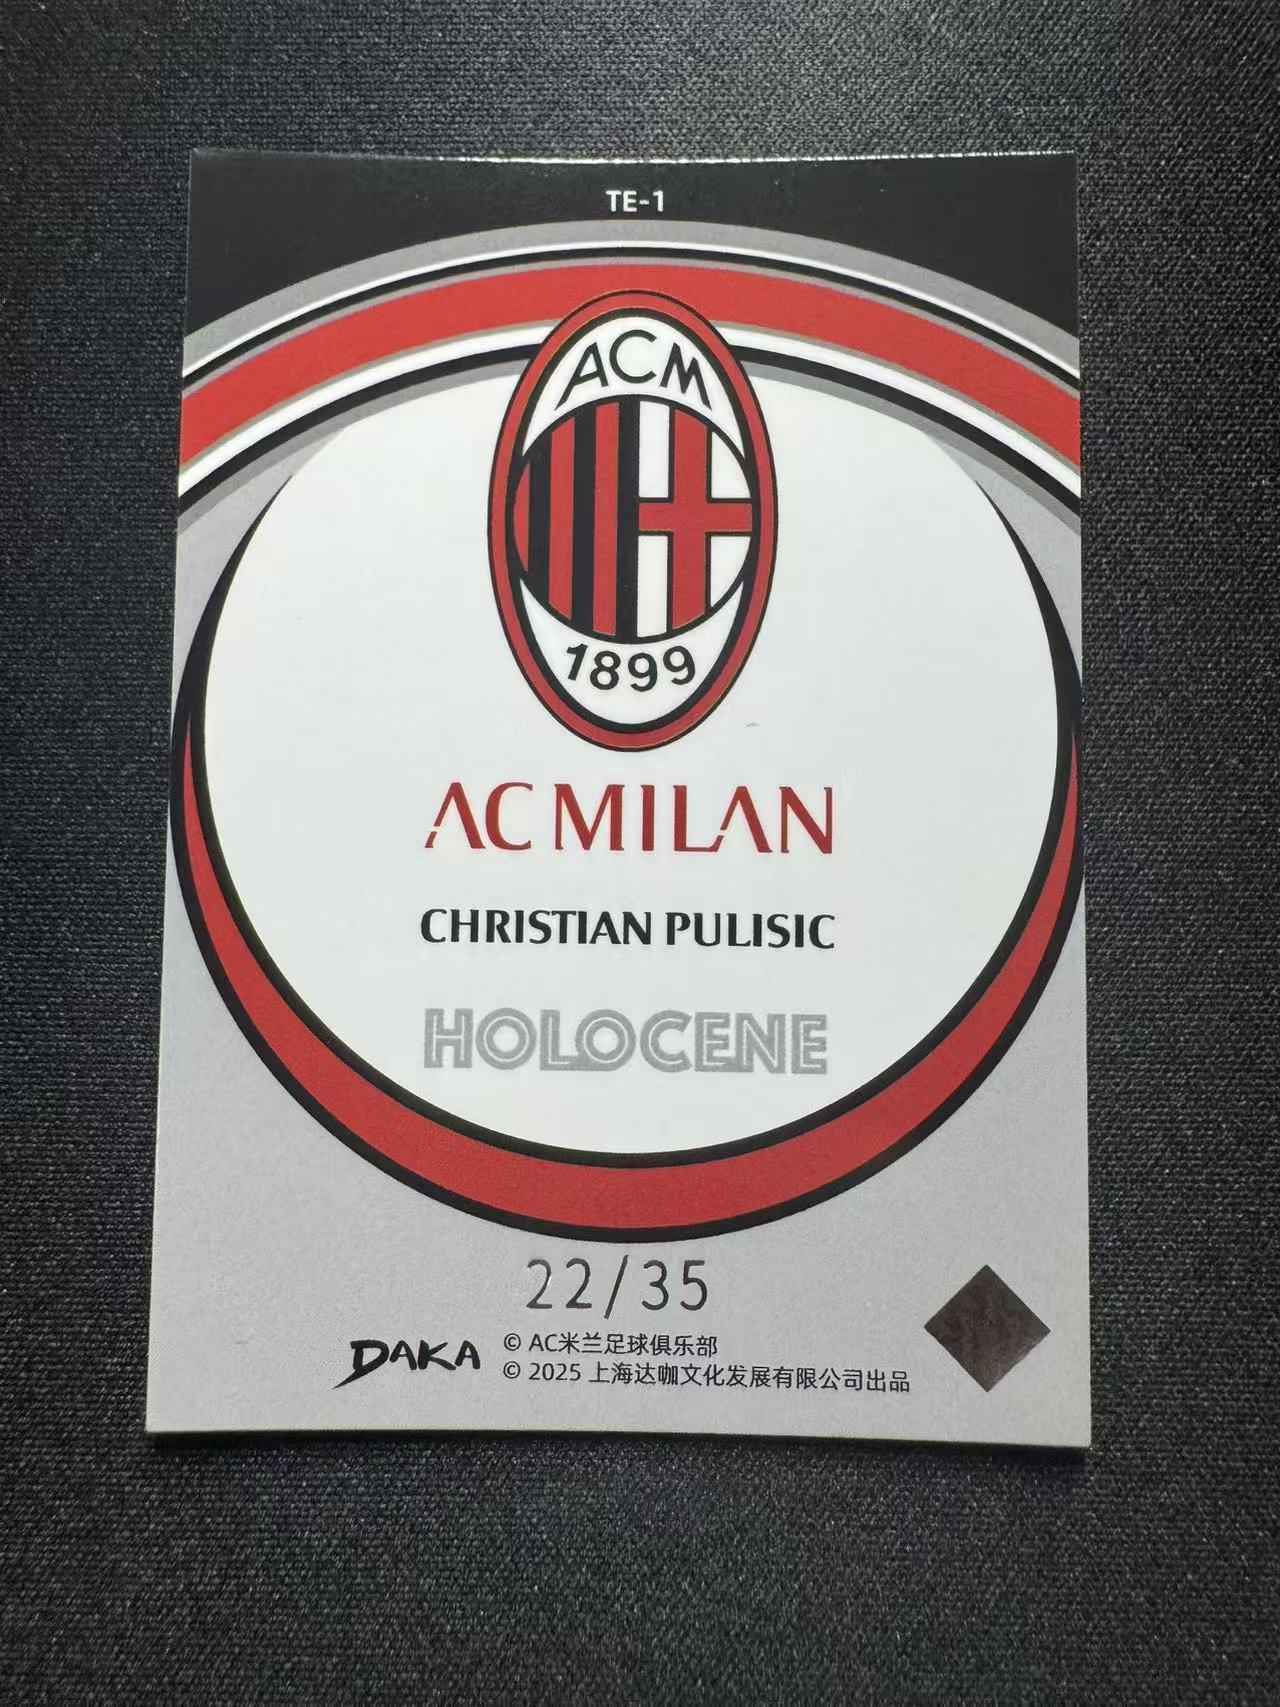 TE-1
ACM
1899
AC MILAN
CHRISTIAN PULISIC
HOLOCENE
22/35
DAKA
© AC米兰足球俱乐部
© 2025 上海达咖文化发展有限公司出品